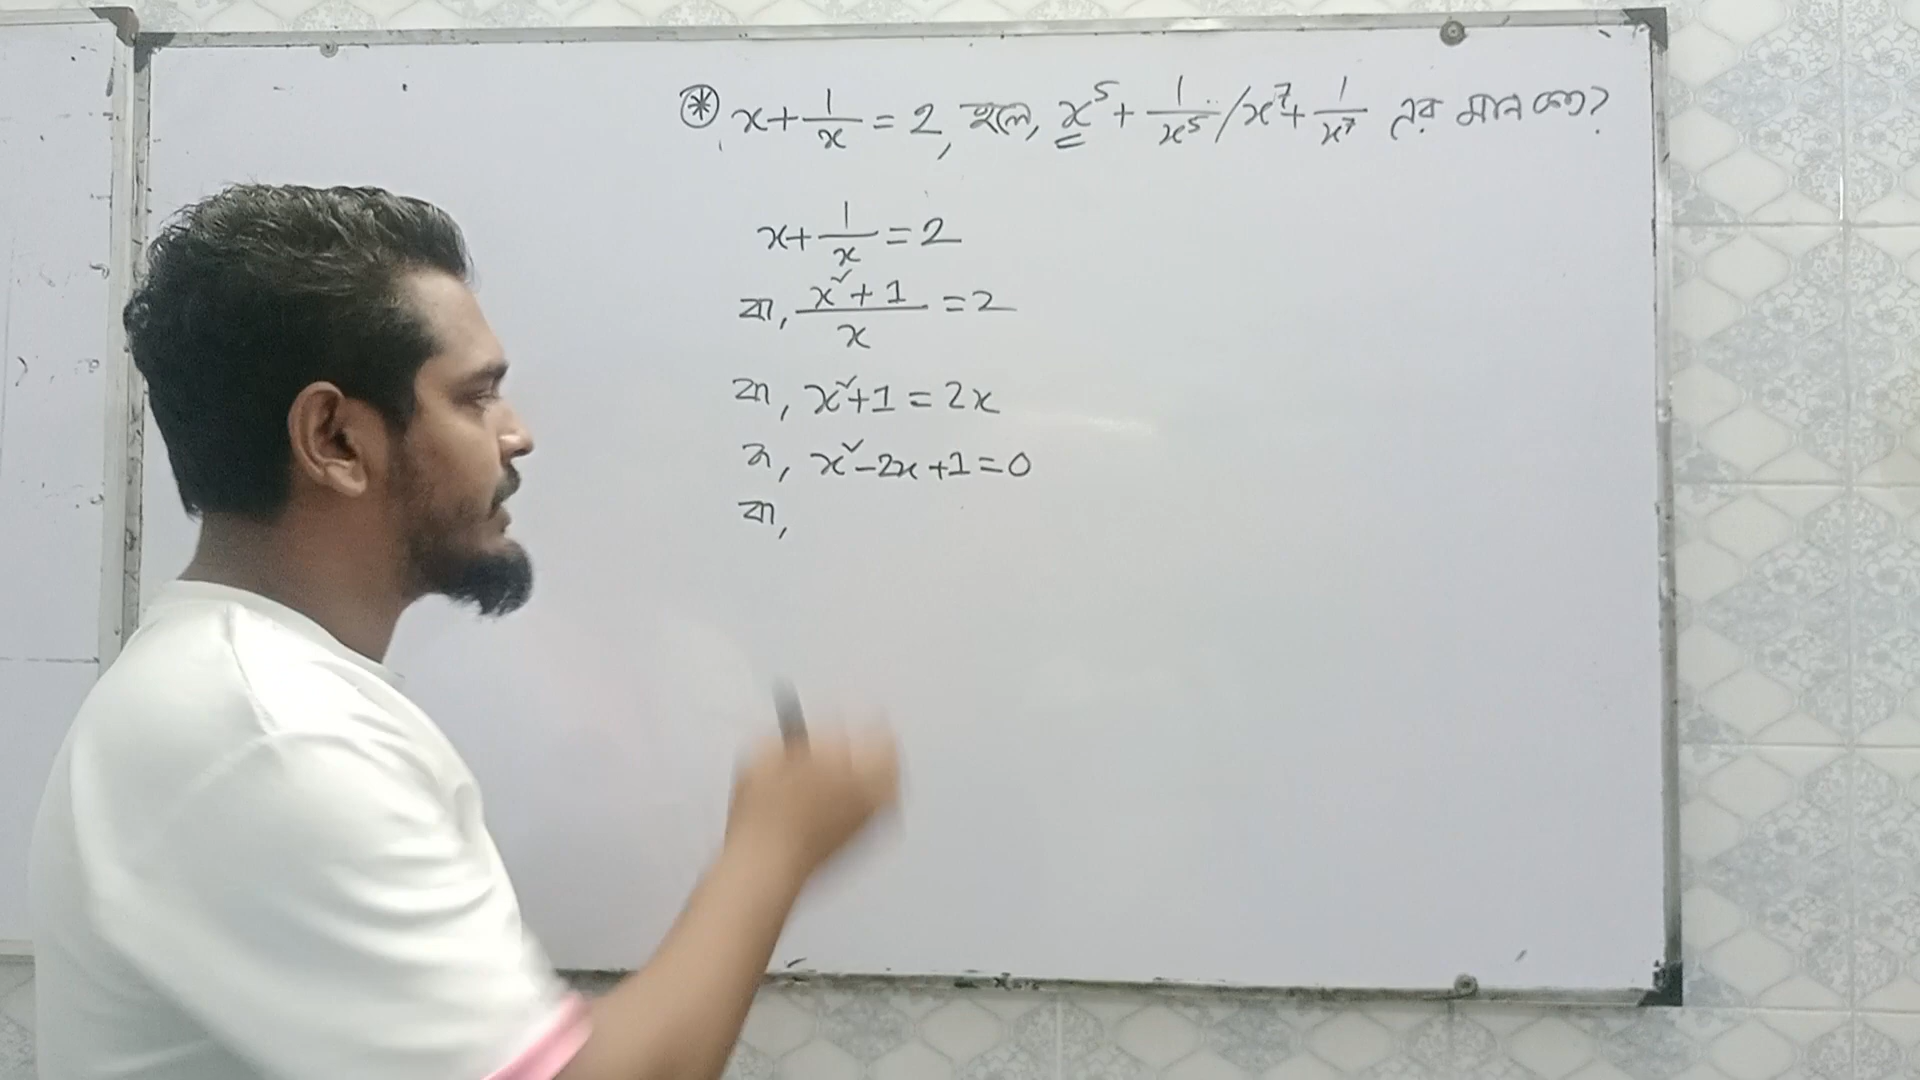 * x + 1/x = 2, হলে, x⁵ + 1/x⁵ / x⁷ + 1/x⁷ এর মান কত?
x + 1/x = 2
বা, (x² + 1)/x = 2
বা, x² + 1 = 2x
বা, x² - 2x + 1 = 0
বা,